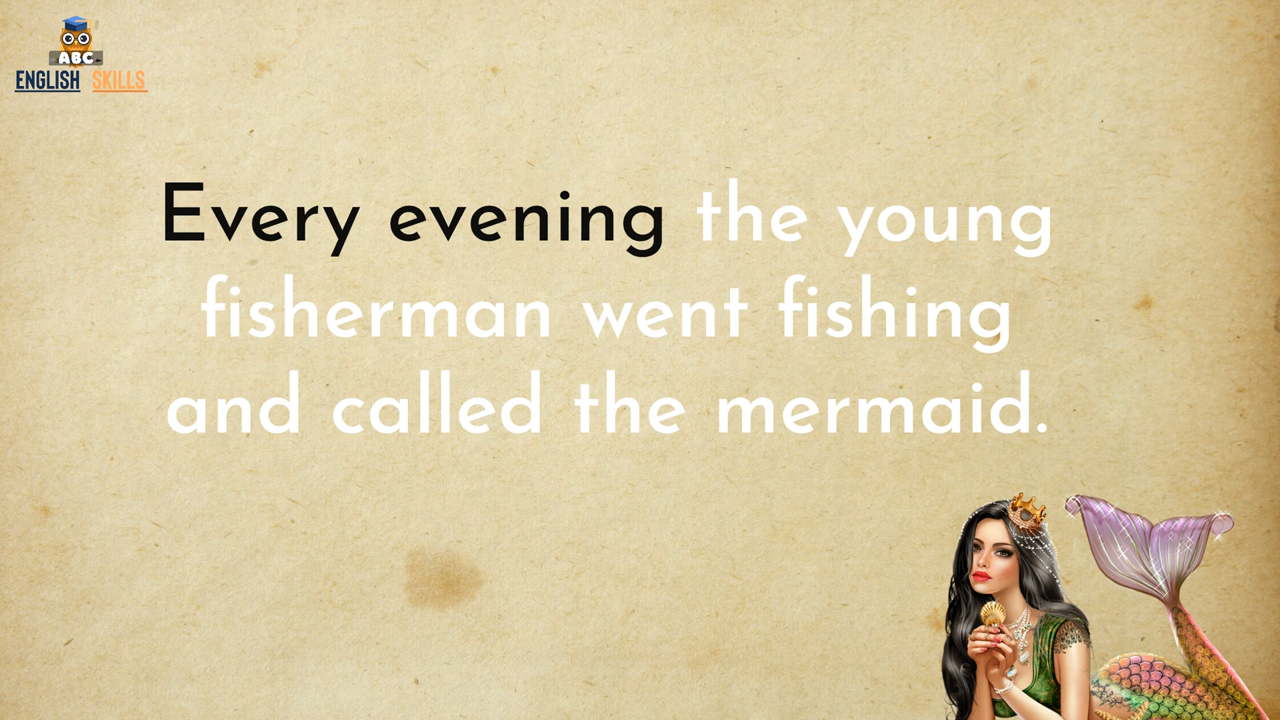 ABC
ENGLISH SKILLS
Every evening the young
fisherman went fishing
and called the mermaid.